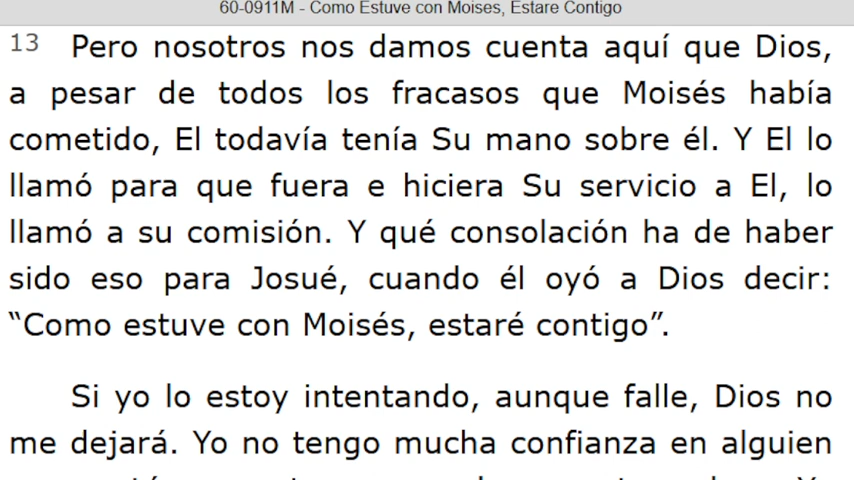 60-0911M - Como Estuve con Moises, Estare Contigo
13 Pero nosotros nos damos cuenta aquí que Dios,
a pesar de todos los fracasos que Moisés había
cometido, El todavía tenía Su mano sobre él. Y El lo
llamó para que fuera e hiciera Su servicio a El, lo
llamó a su comisión. Y qué consolación ha de haber
sido eso para Josué, cuando él oyó a Dios decir:
“Como estuve con Moisés, estaré contigo”.
Si yo lo estoy intentando, aunque falle, Dios no
me dejará. Yo no tengo mucha confianza en alguien